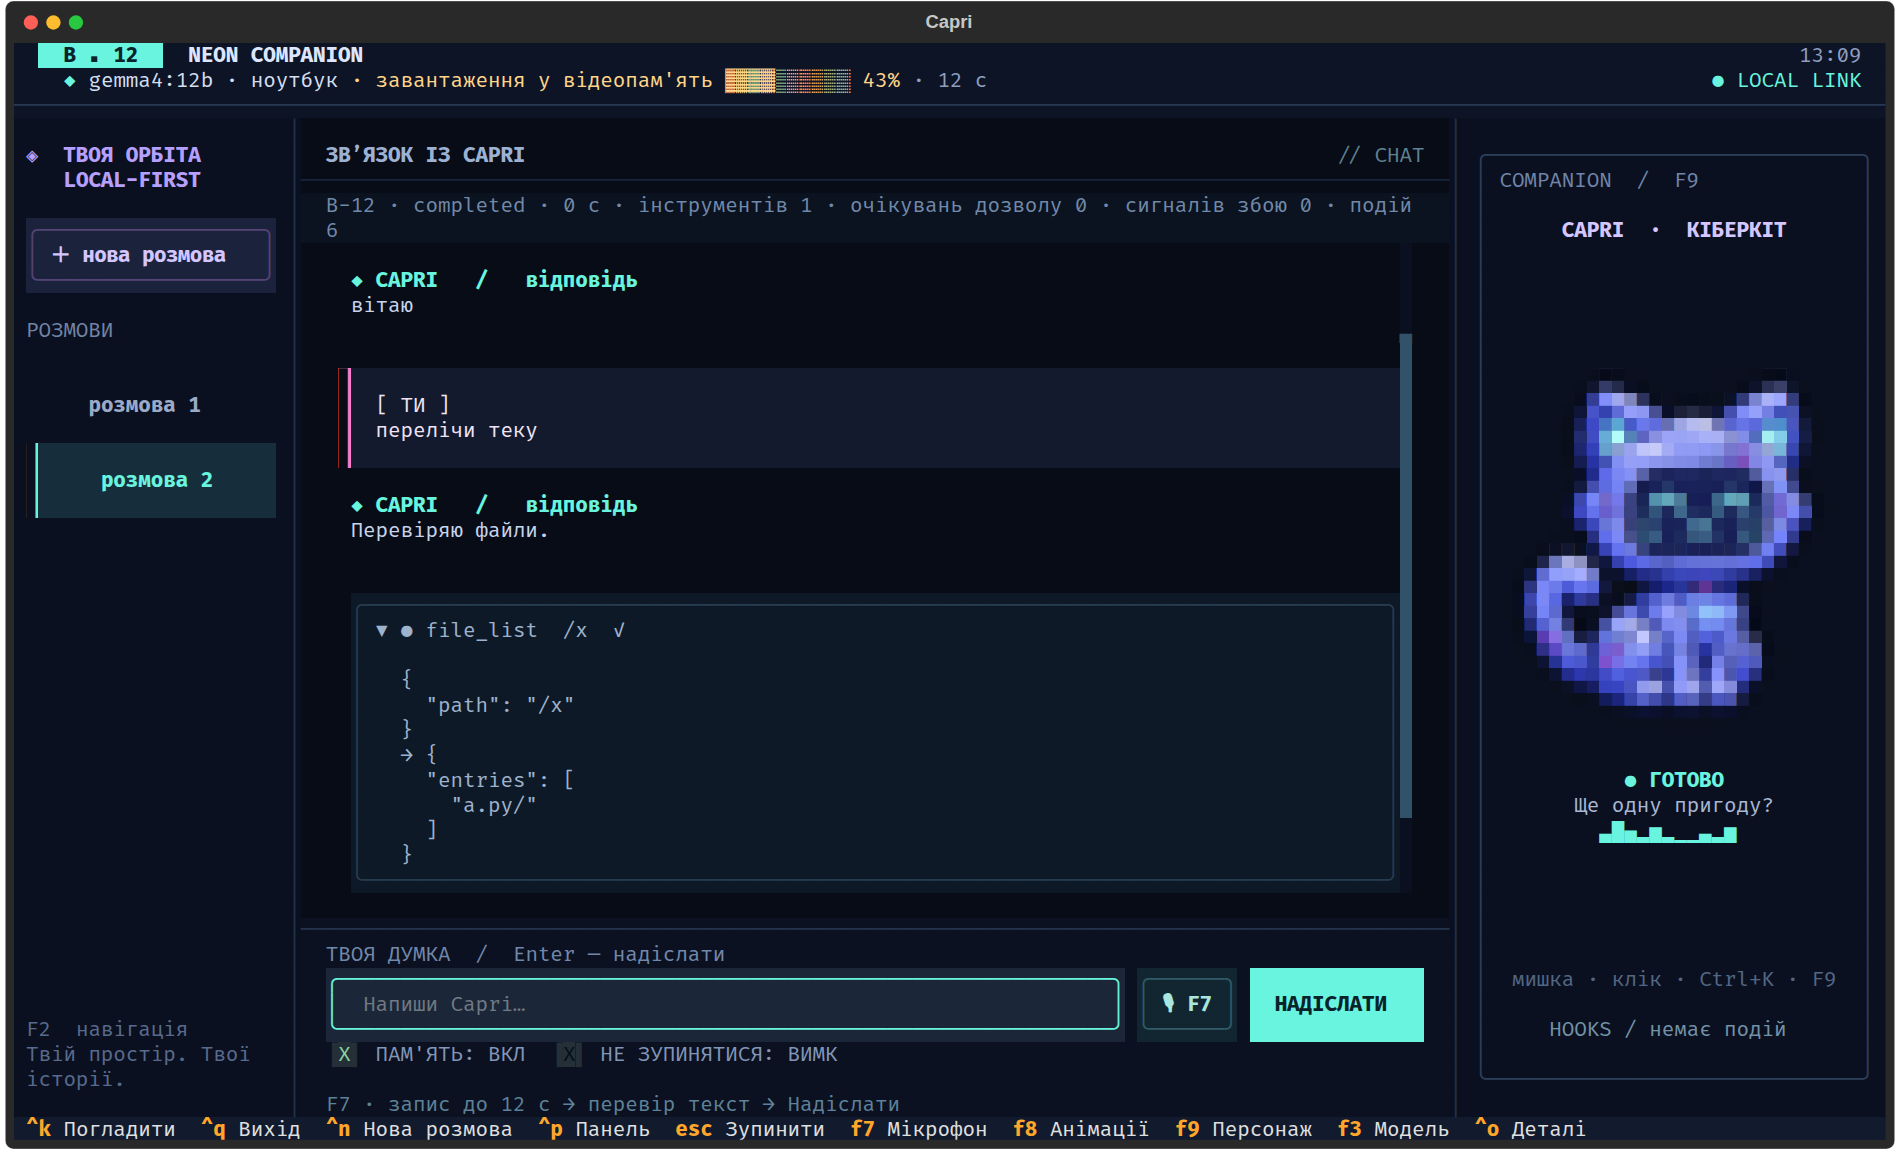 Capri
B . 12 NEON COMPANION 13:09
◆ gemma4:12b · ноутбук · завантаження у відеопам'ять 43% · 12 с ● LOCAL LINK
◈ ТВОЯ ОРБІТА
LOCAL-FIRST
+ нова розмова
РОЗМОВИ
розмова 1
розмова 2
F2 навігація
Твій простір. Твої
історії.
ЗВ’ЯЗОК ІЗ CAPRI // CHAT
B-12 · completed · 0 с · інструментів 1 · очікувань дозволу 0 · сигналів збою 0 · подій
6
◆ CAPRI / відповідь
вітаю
[ ТИ ]
перелічи теку
◆ CAPRI / відповідь
Перевіряю файли.
▼ ● file_list /x √
{
"path": "/x"
}
→ {
"entries": [
"a.py/"
]
}
ТВОЯ ДУМКА / Enter — надіслати
Напиши Capri…
F7
НАДІСЛАТИ
X ПАМ'ЯТЬ: ВКЛ X НЕ ЗУПИНЯТИСЯ: ВИМК
F7 · запис до 12 с → перевір текст → Надіслати
COMPANION / F9
CAPRI · КІБЕРКІТ
● ГОТОВО
Ще одну пригоду?
мишка · клік · Ctrl+K · F9
HOOKS / немає подій
^k Погладити ^q Вихід ^n Нова розмова ^p Панель esc Зупинити f7 Мікрофон f8 Анімації f9 Персонаж f3 Модель ^o Деталі